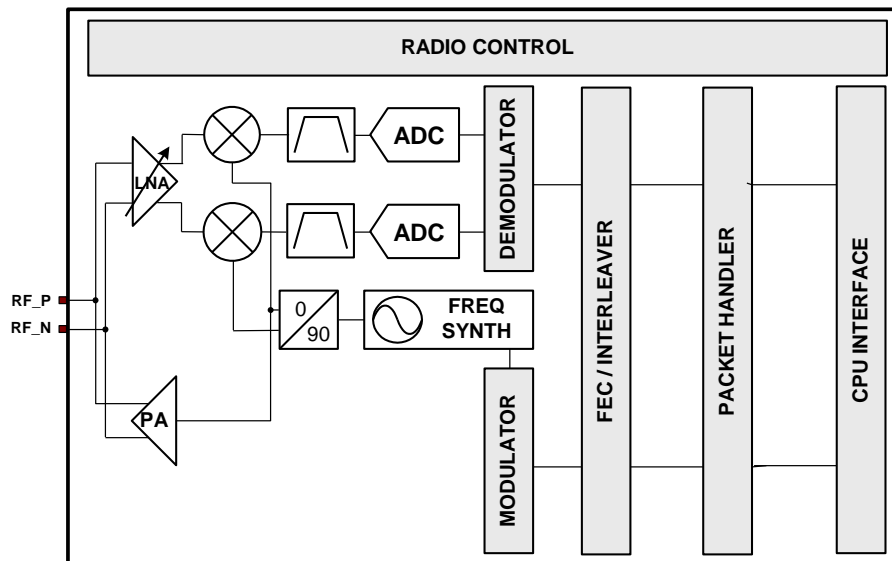 RADIO CONTROL
LNA
ADC
ADC
DEMODULATOR
FEC / INTERLEAVER
PACKET HANDLER
CPU INTERFACE
RF_P
RF_N
0
90
FREQ
SYNTH
PA
MODULATOR